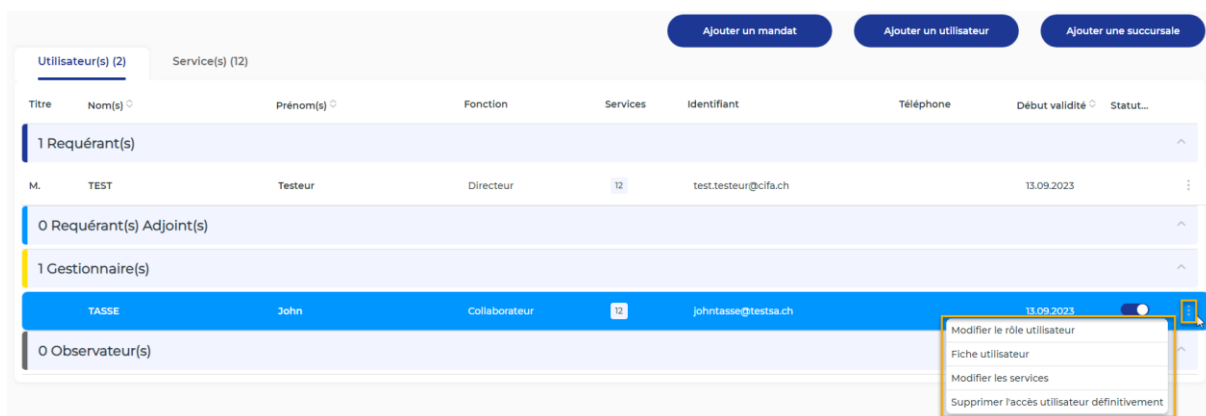 Ajouter un mandat Ajouter un utilisateur Ajouter une succursale
Utilisateur(s) (2) Service(s) (12)
Titre Nom(s) Prénom(s) Fonction Services Identifiant Téléphone Début validité Statut...
1 Requérant(s)
M. TEST Testeur Directeur 12 test.testeur@cifa.ch 13.09.2023
0 Requérant(s) Adjoint(s)
1 Gestionnaire(s)
TASSE John Collaborateur 12 johntasse@testsa.ch 13.09.2023
Modifier le rôle utilisateur
0 Observateur(s)
Fiche utilisateur
Modifier les services
Supprimer l'accès utilisateur définitivement